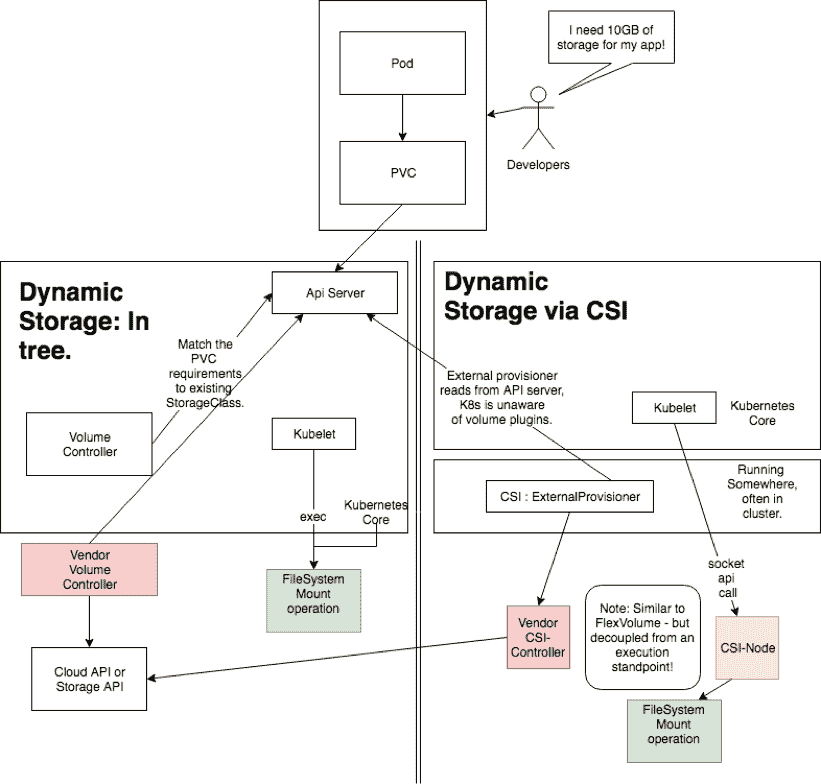 I need 10GB of
storage for my app!
Pod
Developers
PVC
Dynamic
Storage: In
tree.
Api Server
Match the
PVC
requirements
to existing
StorageClass.
Volume
Controller
Kubelet
exec
Kubernetes
Core
Vendor
Volume
Controller
FileSystem
Mount
operation
Cloud API or
Storage API
Dynamic
Storage via CSI
External provisioner
reads from API server,
K8s is unaware
of volume plugins.
Kubelet
Kubernetes
Core
CSI : ExternalProvisioner
Running
Somewhere,
often in
cluster.
socket
api
call
Vendor
CSI-
Controller
Note: Similar to
FlexVolume - but
decoupled from an
execution
standpoint!
CSI-Node
FileSystem
Mount
operation